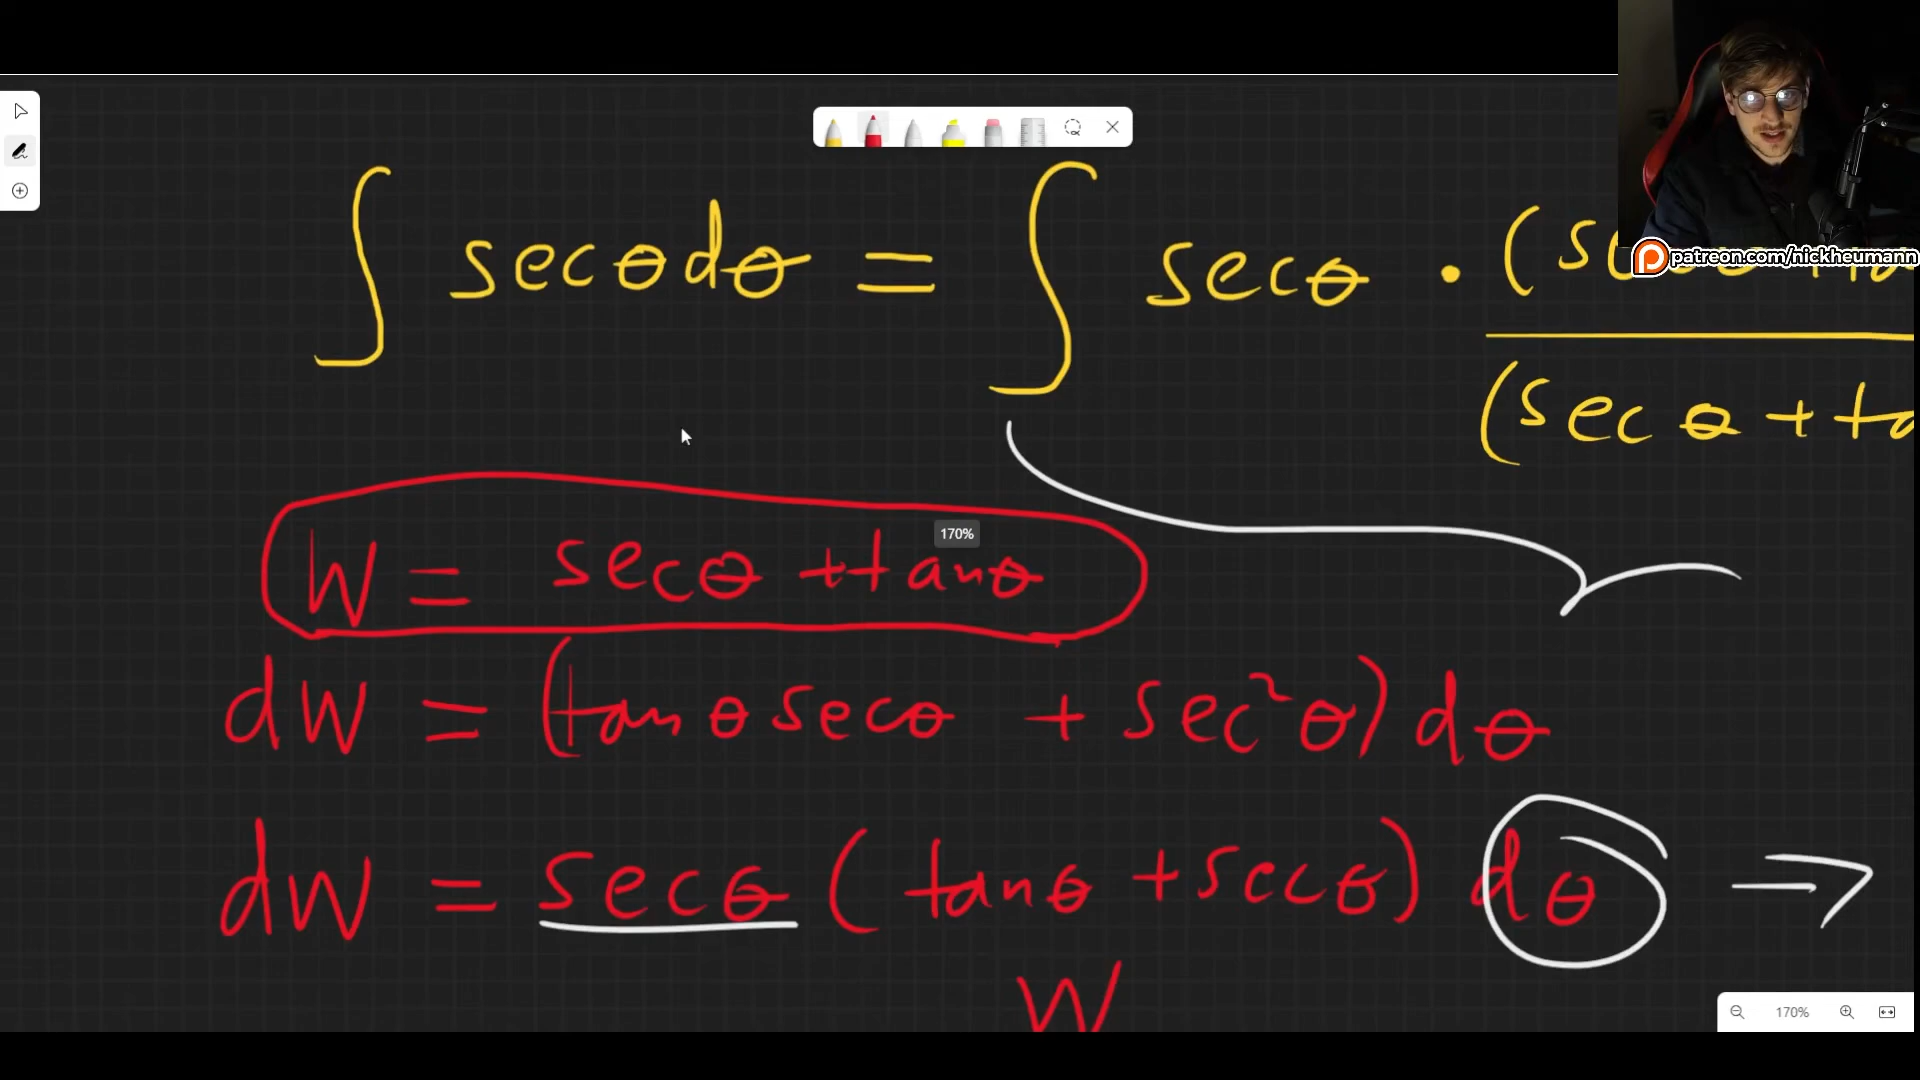 ∫ secθ dθ = ∫ secθ · (s
(secθ + ta
patreon.com/nickheumann
W = secθ + tanθ
170%
dW = (tanθ secθ + sec²θ) dθ
dW = secθ (tanθ + secθ) dθ ⇒
W
170%